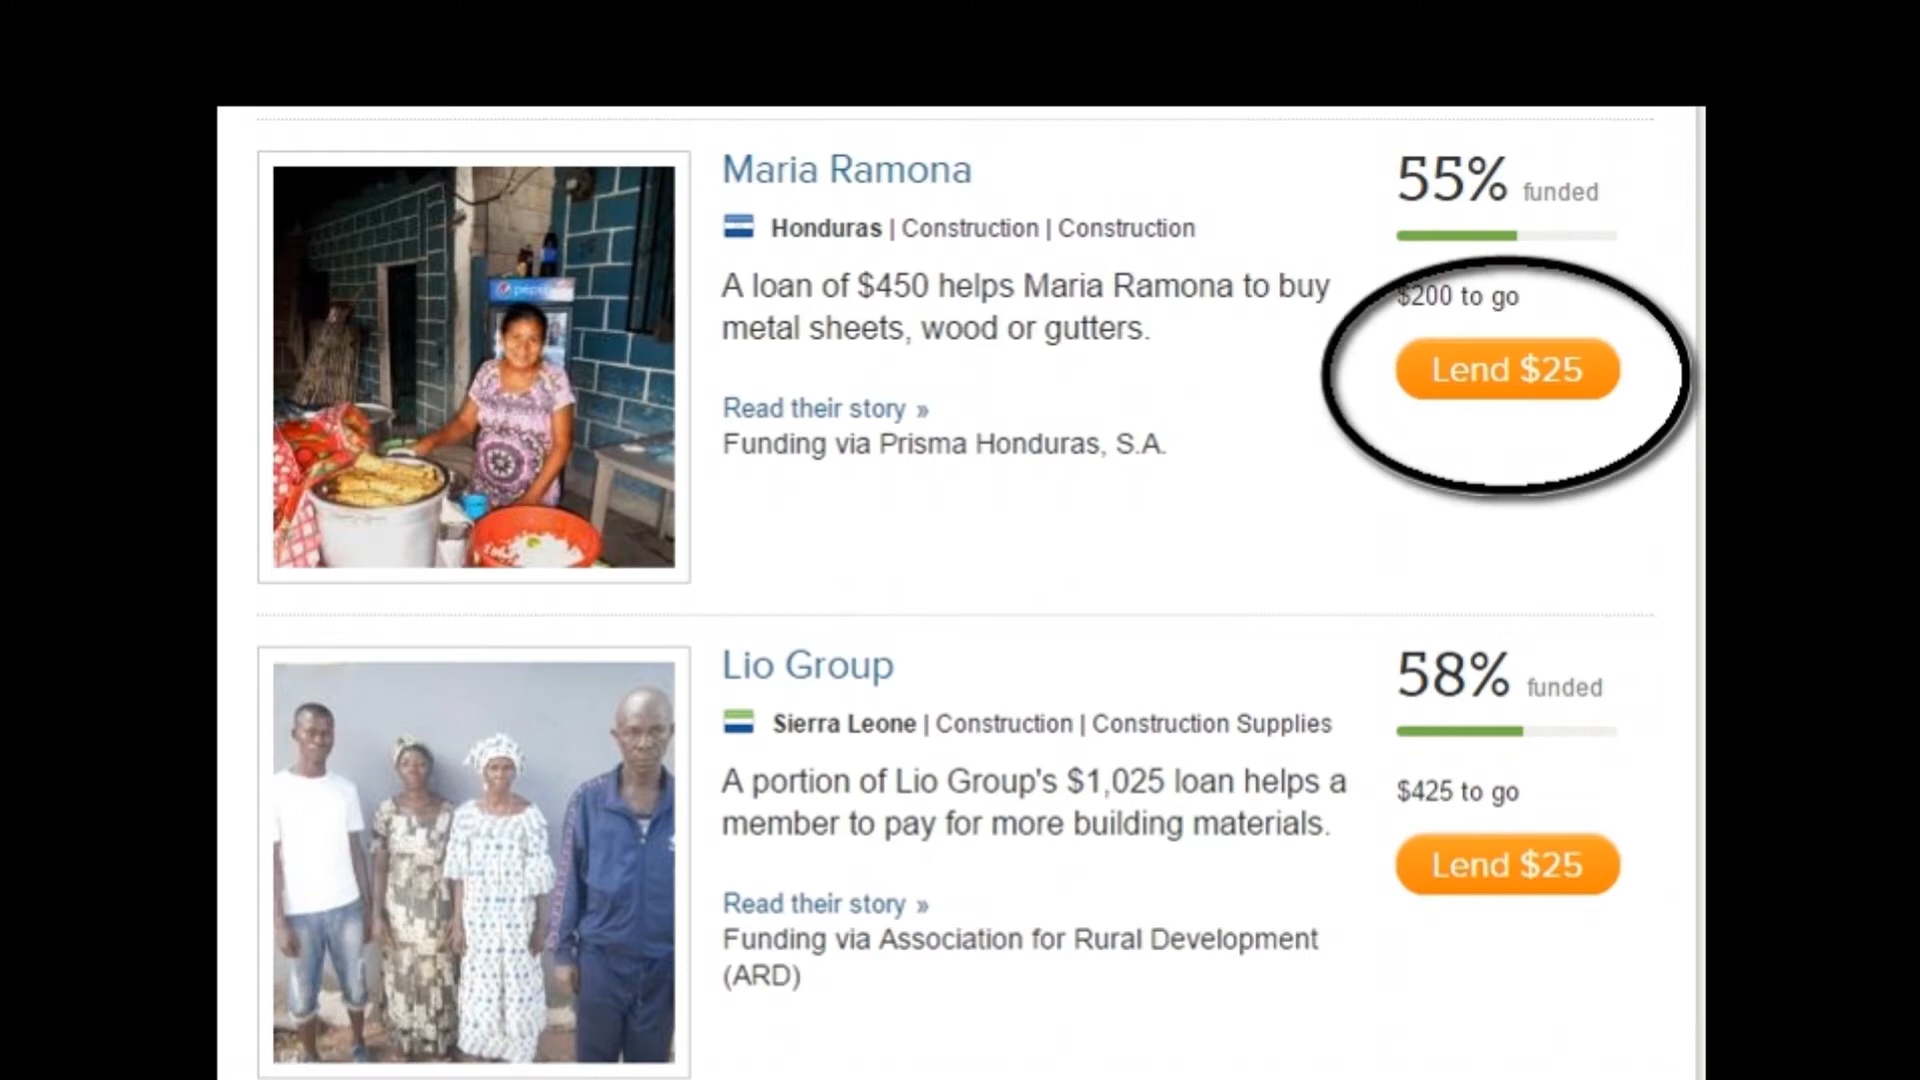 Maria Ramona
Honduras | Construction | Construction
A loan of $450 helps Maria Ramona to buy
metal sheets, wood or gutters.
Read their story »
Funding via Prisma Honduras, S.A.
55% funded
$200 to go
Lend $25
pepsi
Lio Group
Sierra Leone | Construction | Construction Supplies
A portion of Lio Group's $1,025 loan helps a
member to pay for more building materials.
Read their story »
Funding via Association for Rural Development
(ARD)
58% funded
$425 to go
Lend $25